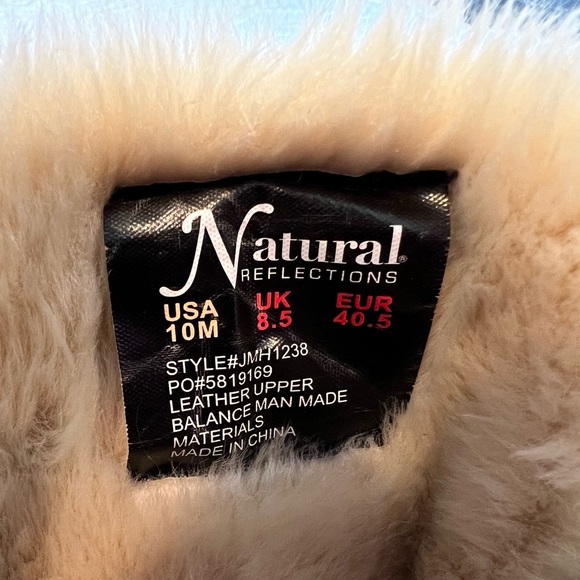 Natural®
REFLECTIONS
USA UK EUR
10M 8.5 40.5
STYLE#JMH1238
PO#5819169
LEATHER UPPER
BALANCE MAN MADE
MATERIALS
MADE IN CHINA